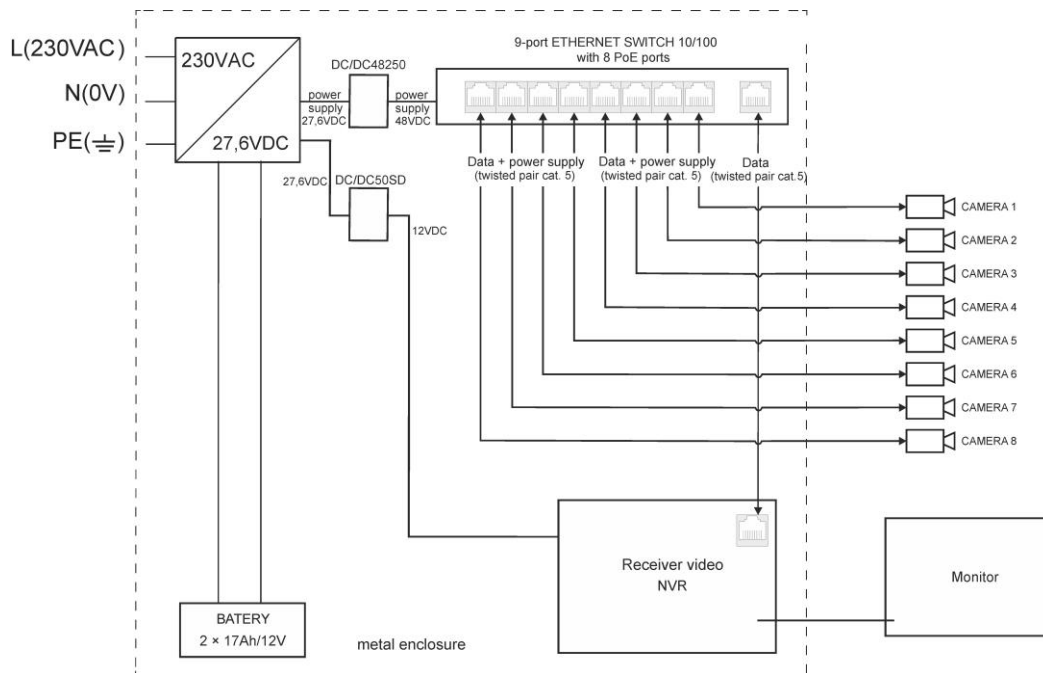 9-port ETHERNET SWITCH 10/100
with 8 PoE ports
L(230VAC)
N(0V)
PE(⏚)
230VAC
27,6VDC
DC/DC48250
power
supply
27,6VDC
power
supply
48VDC
27,6VDC
DC/DC50SD
12VDC
Data + power supply
(twisted pair cat. 5)
Data + power supply
(twisted pair cat. 5)
Data
(twisted pair cat.5)
CAMERA 1
CAMERA 2
CAMERA 3
CAMERA 4
CAMERA 5
CAMERA 6
CAMERA 7
CAMERA 8
Receiver video
NVR
Monitor
BATERY
2 × 17Ah/12V
metal enclosure